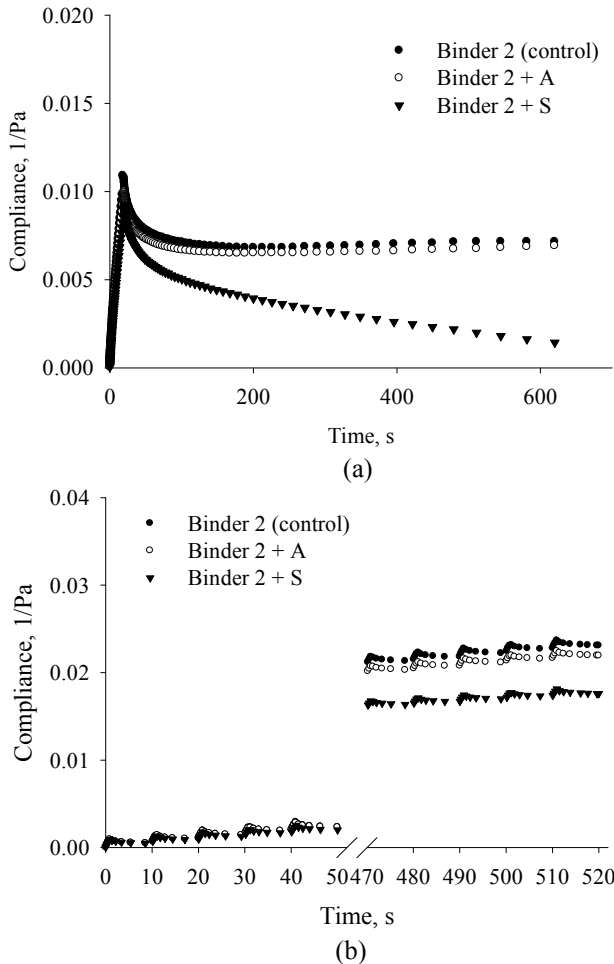 0.020
Binder 2 (control)
Binder 2 + A
Binder 2 + S
0.015
0.010
0.005
0.000
Compliance, 1/Pa
0 200 400 600
Time, s
(a)
0.04
Binder 2 (control)
Binder 2 + A
Binder 2 + S
0.03
0.02
0.01
0.00
Compliance, 1/Pa
0 10 20 30 40 50 470 480 490 500 510 520
Time, s
(b)